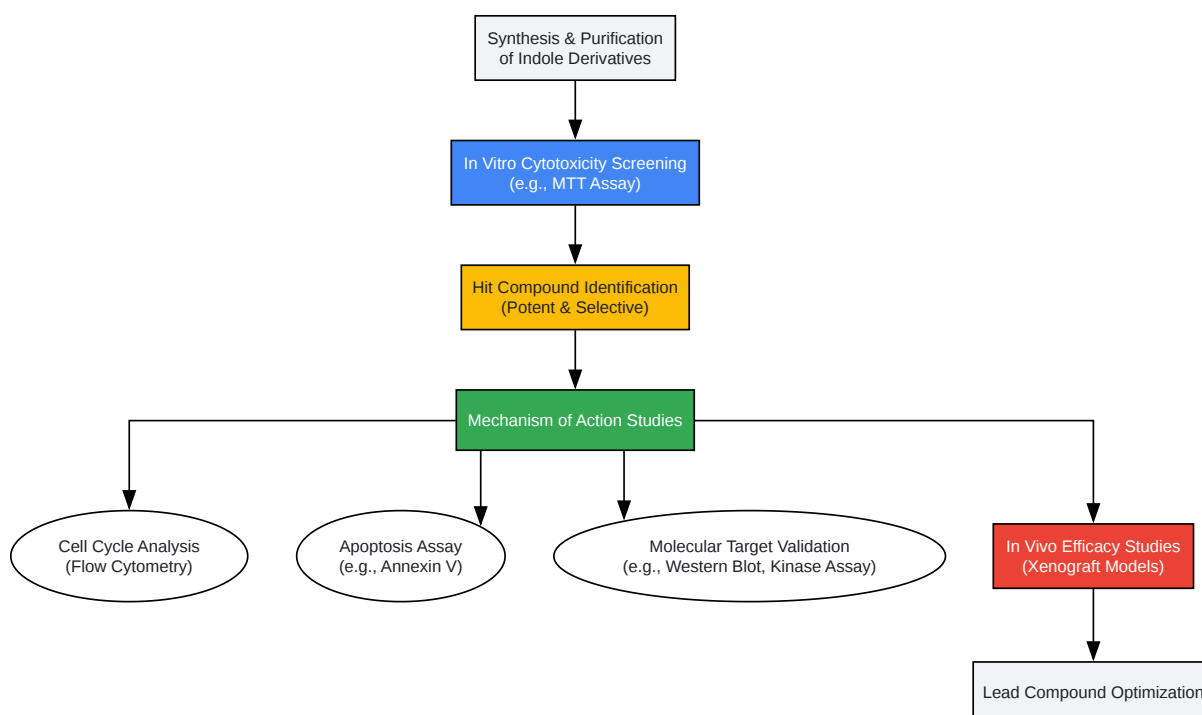 Synthesis & Purification
of Indole Derivatives
In Vitro Cytotoxicity Screening
(e.g., MTT Assay)
Hit Compound Identification
(Potent & Selective)
Mechanism of Action Studies
Cell Cycle Analysis
(Flow Cytometry)
Apoptosis Assay
(e.g., Annexin V)
Molecular Target Validation
(e.g., Western Blot, Kinase Assay)
In Vivo Efficacy Studies
(Xenograft Models)
Lead Compound Optimization